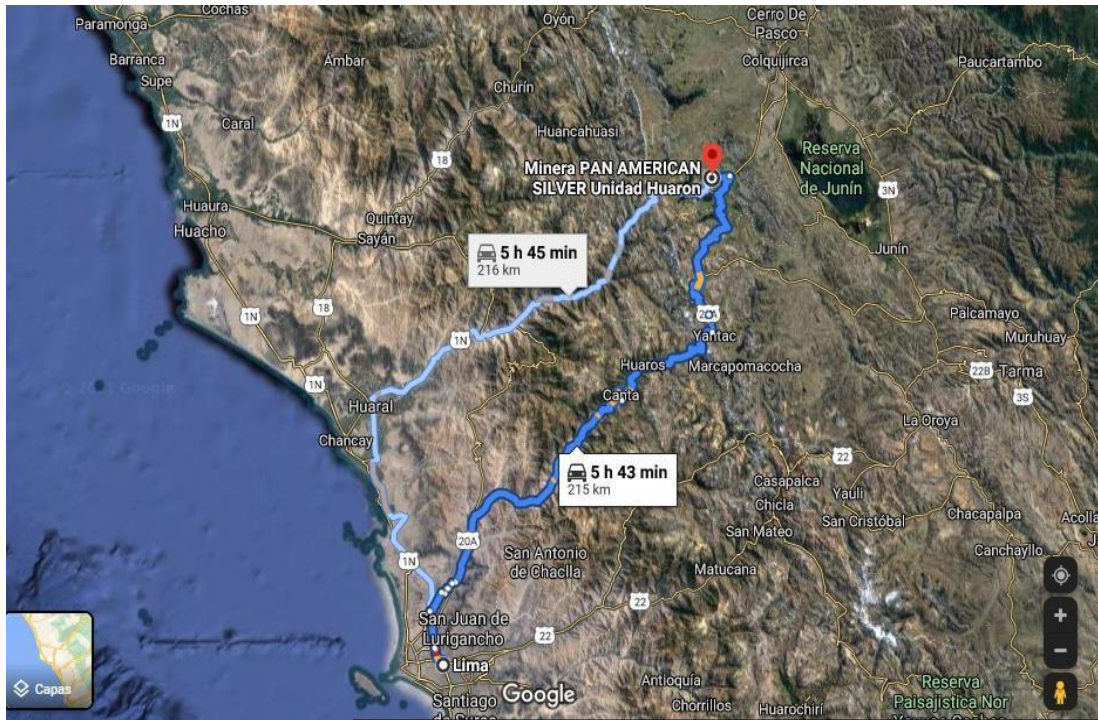 Cochas
Paramonga
Oyón
Cerro De
Pasco
Barranca
Ámbar
Colquijirca
Paucartambo
Supe
Churín
1N
Caral
Huancahuasi
18
Reserva
Nacional
de Junín
Minera PAN AMERICAN
SILVER Unidad Huaron
3N
Huaura
Huacho
Quintay
Sayán
Junín
5 h 45 min
216 km
1N
18
1N
Palcamayo
Yantac
Muruhuay
1N
Huaros
Marcapomacocha
22B
Tarma
Canta
3S
Huaral
La Oroya
Chancay
22
5 h 43 min
215 km
Casapalca
Chicla
Yauli
San Cristóbal
Chacapalpa
San Mateo
20A
San Antonio
de Chaclla
Canchayllo
1N
Matucana
22
San Juan de
Lurigancho
22
Lima
Capas
Google
Antioquía
Santiago
Chorrillos
Huarochirí
Reserva
Paisajística Nor